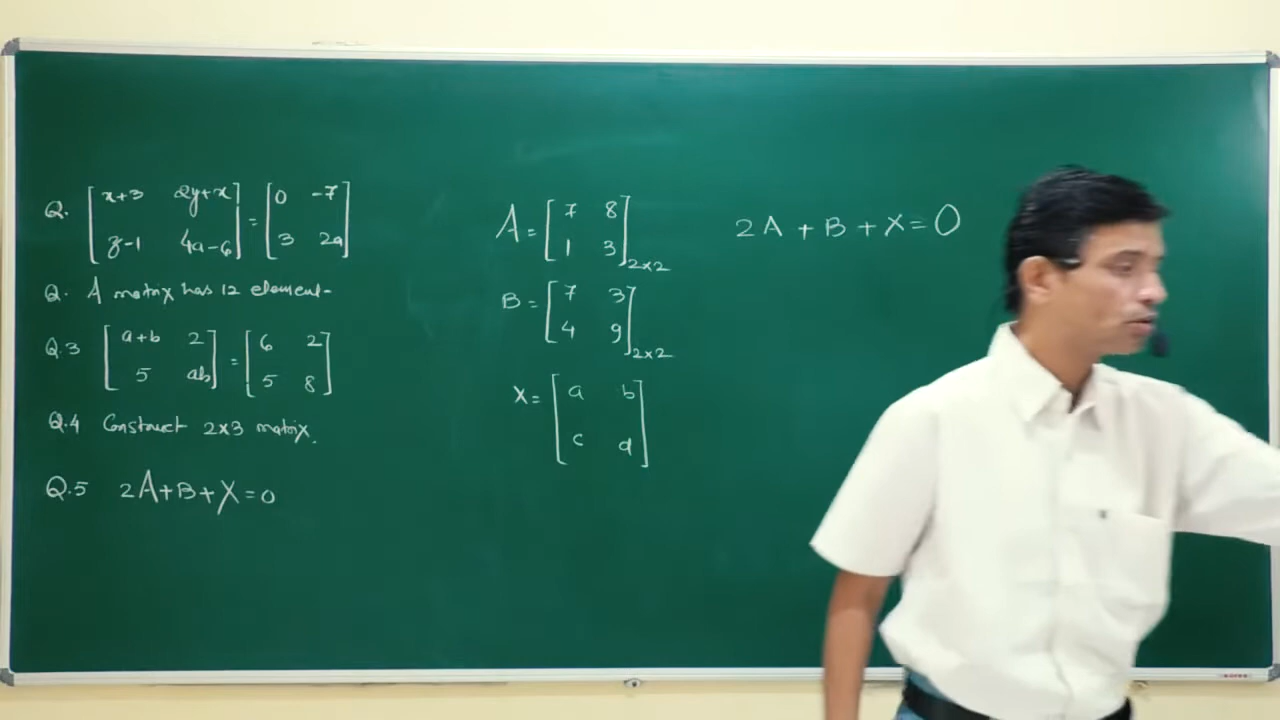 Q. [x+3 2y+x] = [0 -7]
[z-1 4a-6] [3 2a]
Q. A matrix has 12 element-
Q.3 [a+b 2] = [6 2]
[5 ab] [5 8]
Q.4 Construct 2x3 matrix.
Q.5 2A+B+X=0
A = [7 8]
[1 3] 2x2
B = [7 3]
[4 9] 2x2
X = [a b]
[c d]
2A + B + X = O